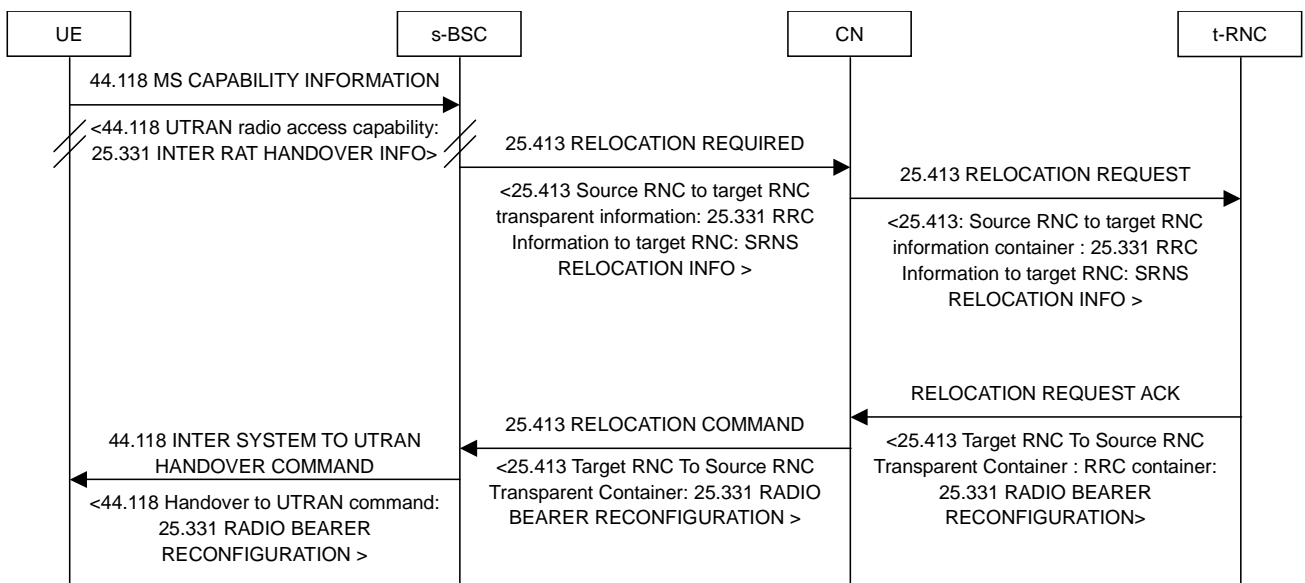 UE
s-BSC
CN
t-RNC
44.118 MS CAPABILITY INFORMATION
<44.118 UTRAN radio access capability:
25.331 INTER RAT HANDOVER INFO>
25.413 RELOCATION REQUIRED
<25.413 Source RNC to target RNC
transparent information: 25.331 RRC
Information to target RNC: SRNS
RELOCATION INFO >
25.413 RELOCATION REQUEST
<25.413: Source RNC to target RNC
information container : 25.331 RRC
Information to target RNC: SRNS
RELOCATION INFO >
RELOCATION REQUEST ACK
<25.413 Target RNC To Source RNC
Transparent Container : RRC container:
25.331 RADIO BEARER
RECONFIGURATION>
25.413 RELOCATION COMMAND
<25.413 Target RNC To Source RNC
Transparent Container: 25.331 RADIO
BEARER RECONFIGURATION >
44.118 INTER SYSTEM TO UTRAN
HANDOVER COMMAND
<44.118 Handover to UTRAN command:
25.331 RADIO BEARER
RECONFIGURATION >